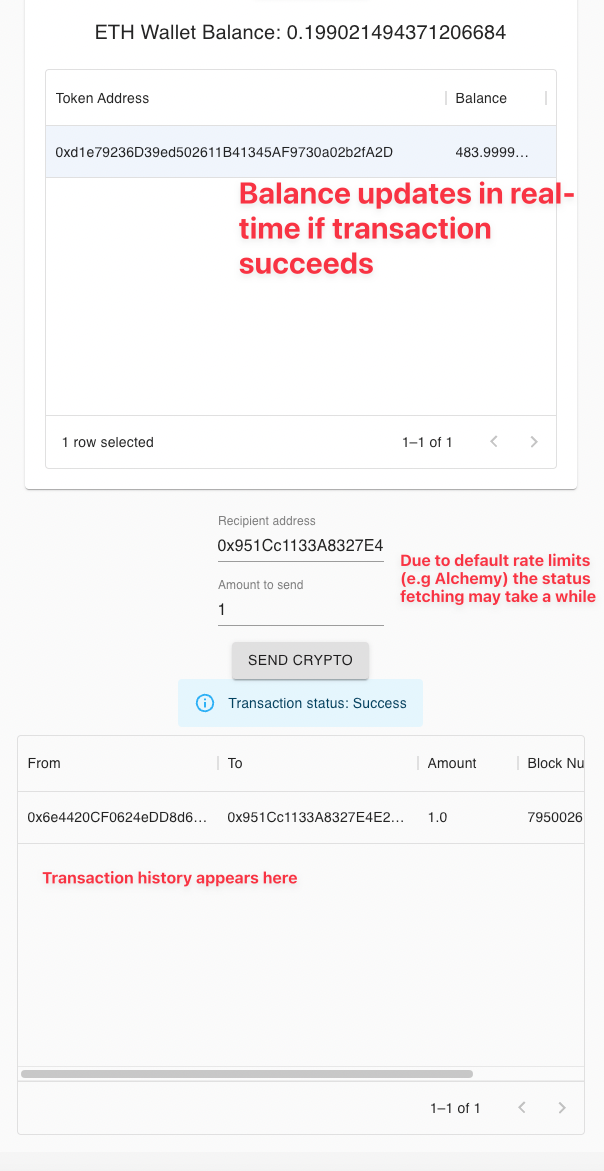 ETH Wallet Balance: 0.199021494371206684
Token Address
Balance
0xd1e79236D39ed502611B41345AF9730a02b2fA2D
483.9999…
Balance updates in real-
time if transaction
succeeds
1 row selected
1–1 of 1
Recipient address
0x951Cc1133A8327E4
Due to default rate limits
(e.g Alchemy) the status
fetching may take a while
Amount to send
1
SEND CRYPTO
Transaction status: Success
From
To
Amount
Block Nu
0x6e4420CF0624eDD8d6…
0x951Cc1133A8327E4E2…
1.0
7950026
Transaction history appears here
1–1 of 1